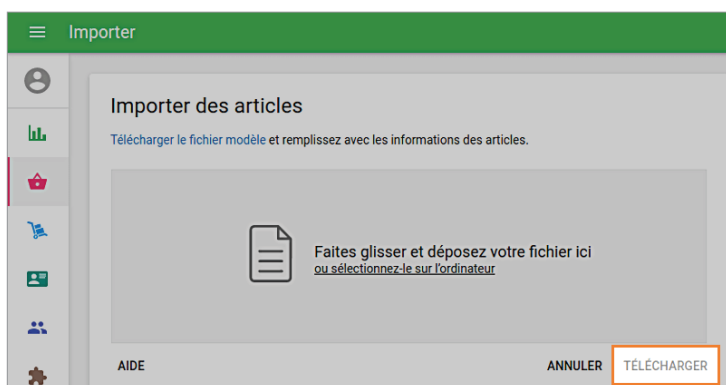 Importer
Importer des articles
Télécharger le fichier modèle et remplissez avec les informations des articles.
Faites glisser et déposez votre fichier ici
ou sélectionnez-le sur l'ordinateur
AIDE ANNULER TÉLÉCHARGER